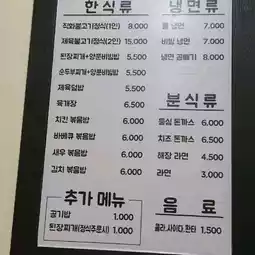 한식류
직화불고기정식(1인) 8.000
제육불고기정식(2인) 15.000
된장찌개+양푼비빔밥 5.500
순두부찌개+양푼비빔밥
제육덮밥 5.500
육개장 6.000
치킨 볶음밥 6.000
바베큐 볶음밥 6.000
새우 볶음밥 6.000
김치 볶음밥 6.000
추가 메뉴
공기밥 1.000
된장찌개(정식주문시) 1.000
냉면류
물 냉면 7.000
비빔 냉면 7.000
냉면 곱빼기 8.000
분식류
등심 돈까스 6.000
치즈 돈까스 6.500
해장 라면 4.500
라면 3.000
음료
콜라,사이다,환타 1.500